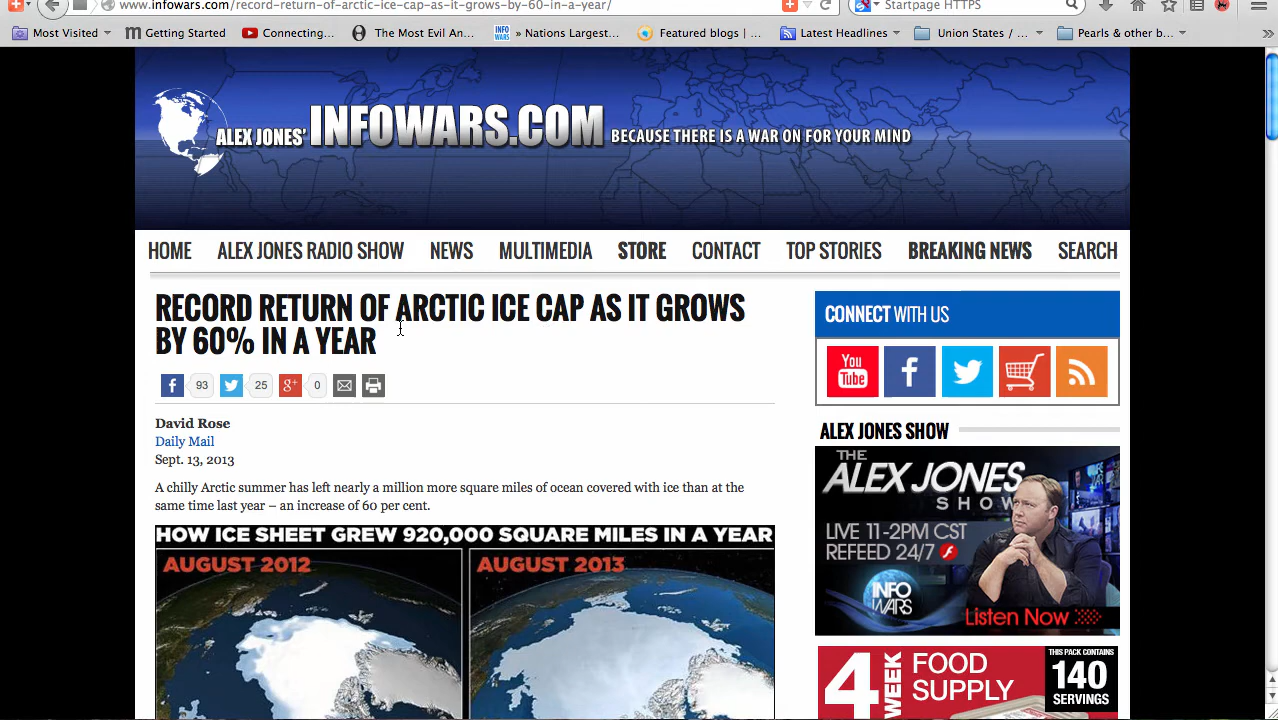 www.infowars.com/record-return-of-arctic-ice-cap-as-it-grows-by-60-in-a-year/
Startpage HTTPS
Most Visited
Getting Started
Connecting...
The Most Evil An...
» Nations Largest...
Featured blogs | ...
Latest Headlines
Union States / ...
Pearls & other b...
»
ALEX JONES' INFOWARS.COM BECAUSE THERE IS A WAR ON FOR YOUR MIND
HOME ALEX JONES RADIO SHOW NEWS MULTIMEDIA STORE CONTACT TOP STORIES BREAKING NEWS SEARCH
RECORD RETURN OF ARCTIC ICE CAP AS IT GROWS
BY 60% IN A YEAR
93 25 g+ 0
David Rose
Daily Mail
Sept. 13, 2013
A chilly Arctic summer has left nearly a million more square miles of ocean covered with ice than at the
same time last year – an increase of 60 per cent.
HOW ICE SHEET GREW 920,000 SQUARE MILES IN A YEAR
AUGUST 2012 AUGUST 2013
CONNECT WITH US
You
Tube
ALEX JONES SHOW
THE
ALEX JONES
SHOW
LIVE 11-2PM CST
REFEED 24/7
INFO
WARS
Listen Now
4 WEEK
FOOD
SUPPLY
THIS PACK CONTAINS
140
SERVINGS